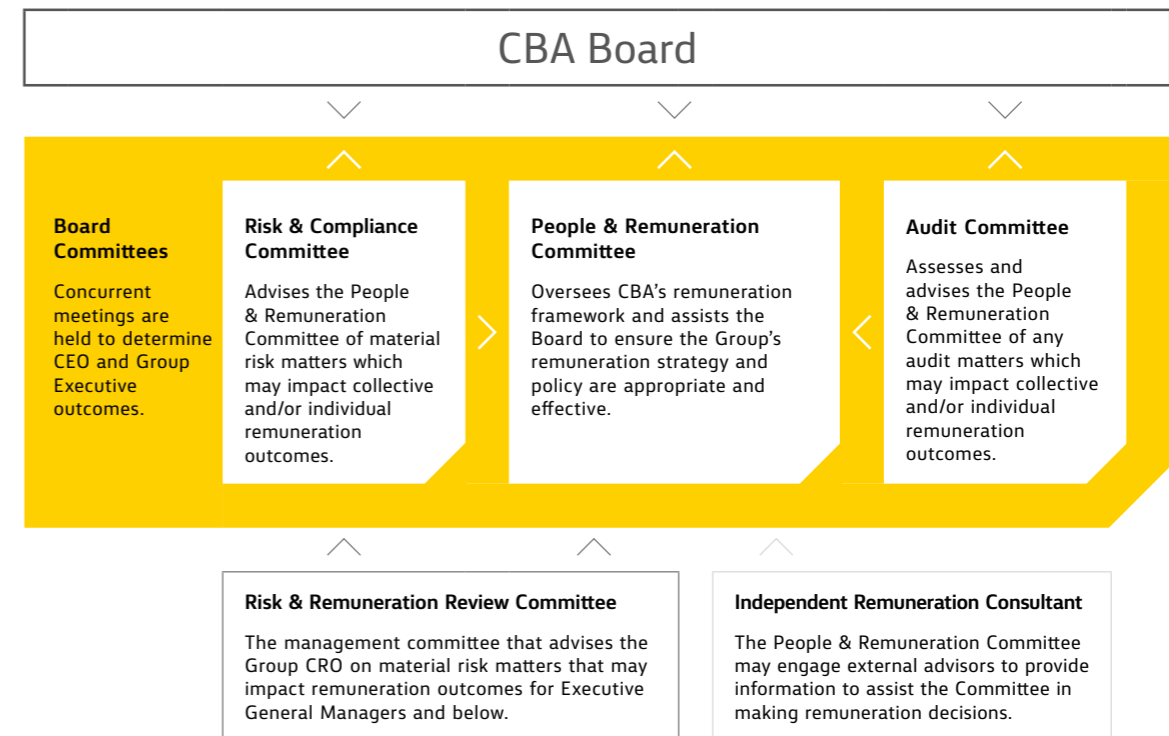 CBA Board
Board
Committees
Concurrent
meetings are
held to determine
CEO and Group
Executive
outcomes.
Risk & Compliance
Committee
Advises the People
& Remuneration
Committee of material
risk matters which
may impact collective
and/or individual
remuneration
outcomes.
People & Remuneration
Committee
Oversees CBA’s remuneration
framework and assists the
Board to ensure the Group’s
remuneration strategy and
policy are appropriate and
effective.
Audit Committee
Assesses and
advises the People
& Remuneration
Committee of any
audit matters which
may impact collective
and/or individual
remuneration
outcomes.
Risk & Remuneration Review Committee
The management committee that advises the
Group CRO on material risk matters that may
impact remuneration outcomes for Executive
General Managers and below.
Independent Remuneration Consultant
The People & Remuneration Committee
may engage external advisors to provide
information to assist the Committee in
making remuneration decisions.